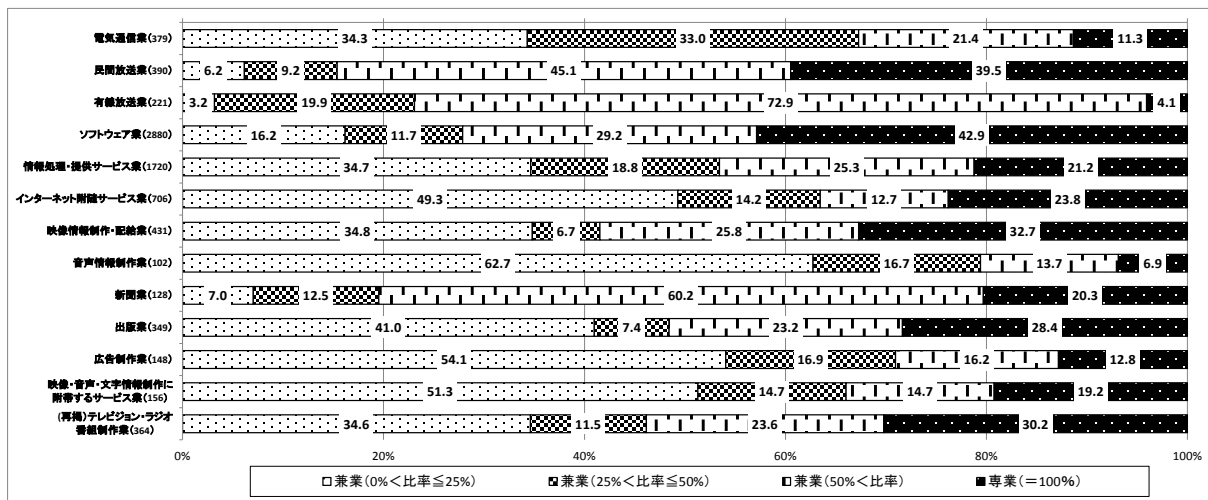 電気通信業(379) 34.3 33.0 21.4 11.3
民間放送業(390) 6.2 9.2 45.1 39.5
有線放送業(221) 3.2 19.9 72.9 4.1
ソフトウェア業(2880) 16.2 11.7 29.2 42.9
情報処理・提供サービス業(1720) 34.7 18.8 25.3 21.2
インターネット附随サービス業(706) 49.3 14.2 12.7 23.8
映像情報制作・配給業(431) 34.8 6.7 25.8 32.7
音声情報制作業(102) 62.7 16.7 13.7 6.9
新聞業(128) 7.0 12.5 60.2 20.3
出版業(349) 41.0 7.4 23.2 28.4
広告制作業(148) 54.1 16.9 16.2 12.8
映像・音声・文字情報制作に
附帯するサービス業(156) 51.3 14.7 14.7 19.2
(再掲)テレビジョン・ラジオ
番組制作業(364) 34.6 11.5 23.6 30.2
0% 20% 40% 60% 80% 100%
兼業(0%<比率≦25%) 兼業(25%<比率≦50%) 兼業(50%<比率) 専業(=100%)